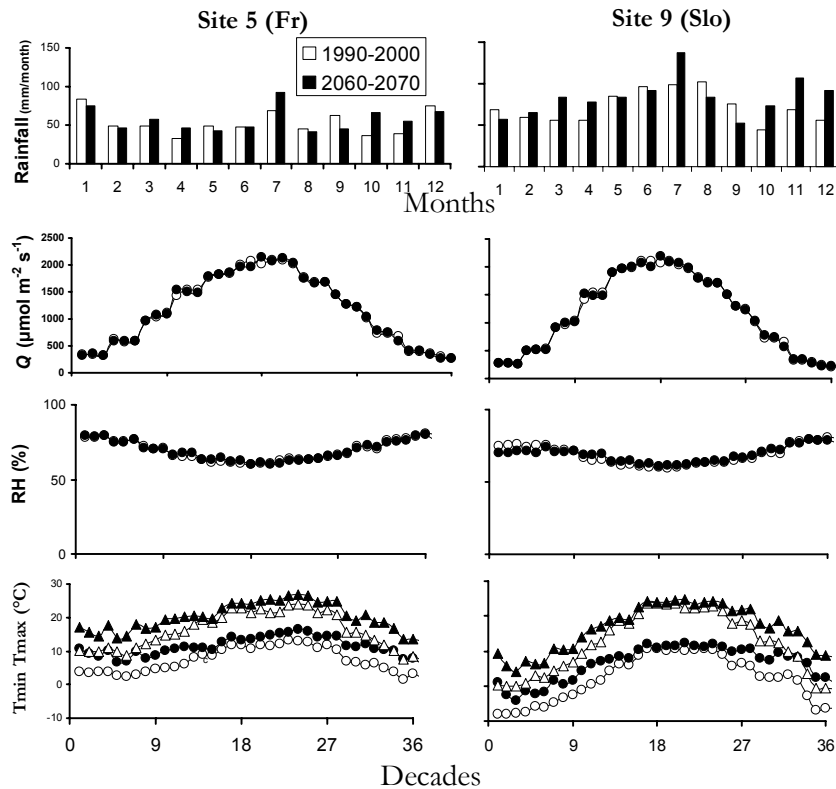 Site 5 (Fr)
Site 9 (Slo)
1990-2000
2060-2070
Rainfall (mm/month)
150
100
50
0
1 2 3 4 5 6 7 8 9 10 11 12
1 2 3 4 5 6 7 8 9 10 11 12
Months
Q (µmol m-2 s-1)
2500
2000
1500
1000
500
0
RH (%)
100
50
0
Tmin Tmax (°C)
30
20
10
0
-10
0 9 18 27 36
0 9 18 27 36
Decades